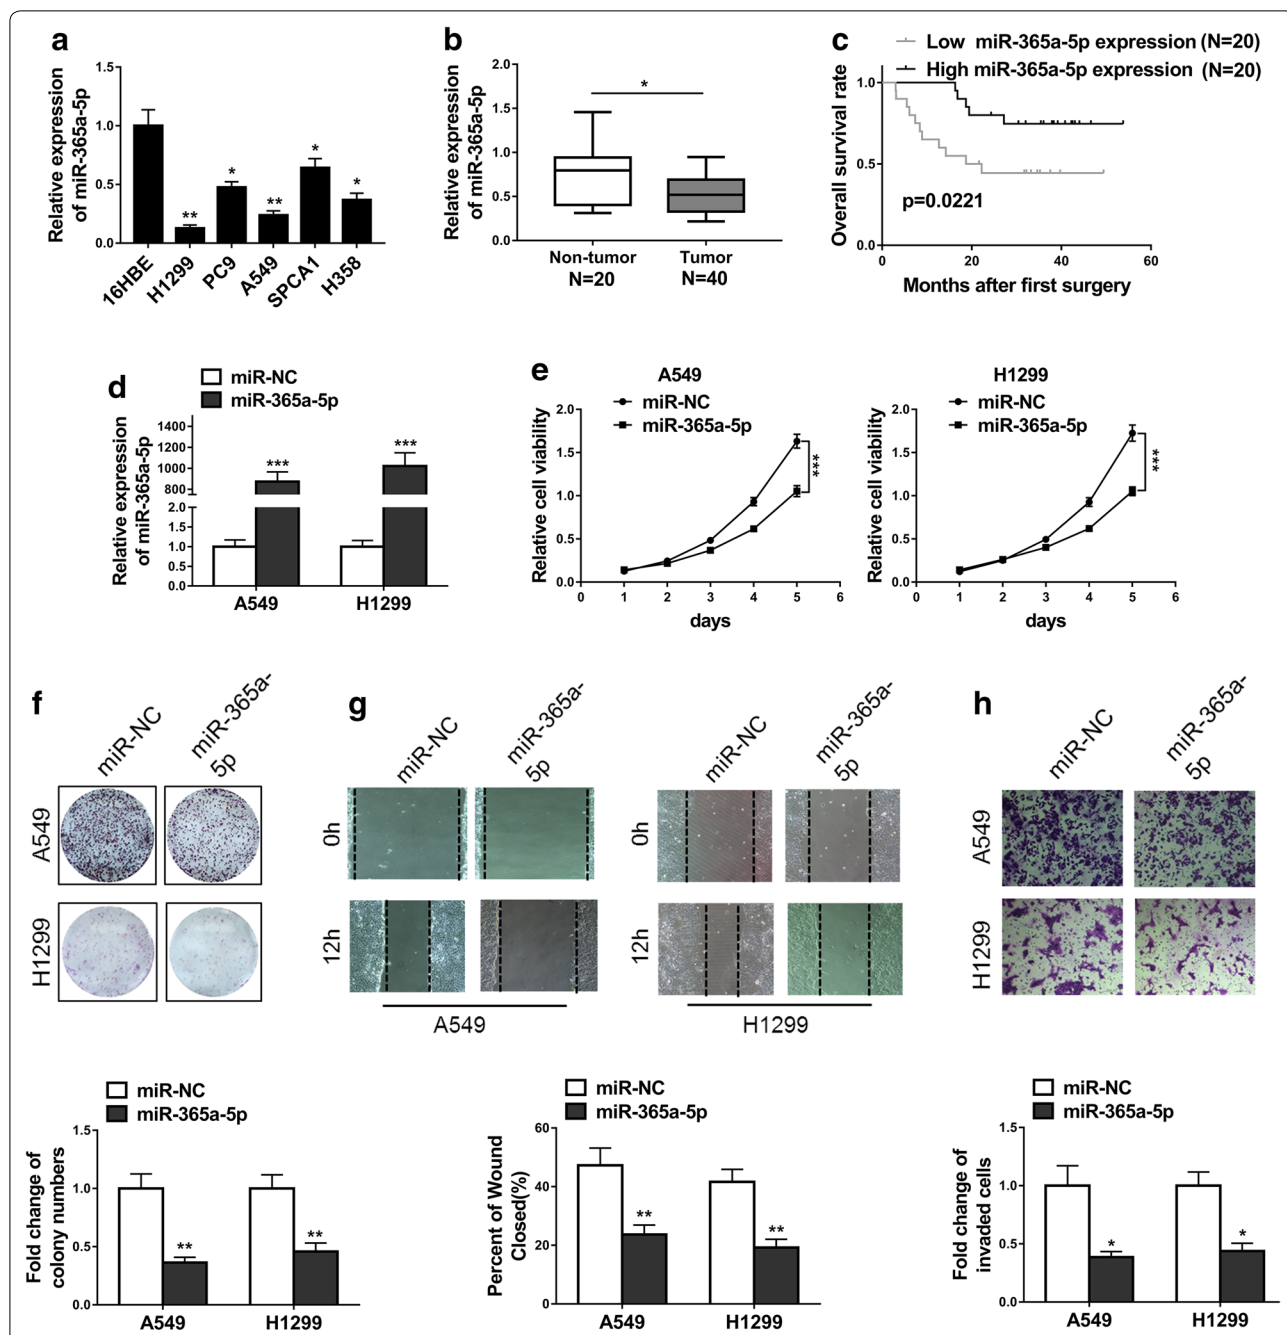 a
Relative expression
of miR-365a-5p
1.5
1.0
0.5
0.0
**
*
**
*
*
16HBE
H1299
PC9
A549
SPCA1
H358
b
Relative expression
of miR-365a-5p
2.0
1.5
1.0
0.5
0.0
*
Non-tumor
N=20
Tumor
N=40
c
Low miR-365a-5p expression (N=20)
High miR-365a-5p expression (N=20)
Overall survival rate
1.0
0.5
0.0
p=0.0221
0
20
40
60
Months after first surgery
d
miR-NC
miR-365a-5p
Relative expression
of miR-365a-5p
1400
1200
1000
800
2.0
1.5
1.0
0.5
0.0
***
***
A549
H1299
e
A549
miR-NC
miR-365a-5p
Relative cell viability
2.0
1.5
1.0
0.5
0.0
***
0 1 2 3 4 5 6
days
H1299
miR-NC
miR-365a-5p
Relative cell viability
2.0
1.5
1.0
0.5
0.0
***
0 1 2 3 4 5 6
days
f
miR-NC
miR-365a-
5p
A549
H1299
miR-NC
miR-365a-5p
Fold change of
colony numbers
1.5
1.0
0.5
0.0
**
**
A549
H1299
g
miR-NC
miR-365a-
5p
0h
12h
A549
miR-NC
miR-365a-
5p
0h
12h
H1299
miR-NC
miR-365a-5p
Percent of Wound
Closed(%)
60
40
20
0
**
**
A549
H1299
h
miR-NC
miR-365a-
5p
A549
H1299
miR-NC
miR-365a-5p
Fold change of
invaded cells
1.5
1.0
0.5
0.0
*
*
A549
H1299